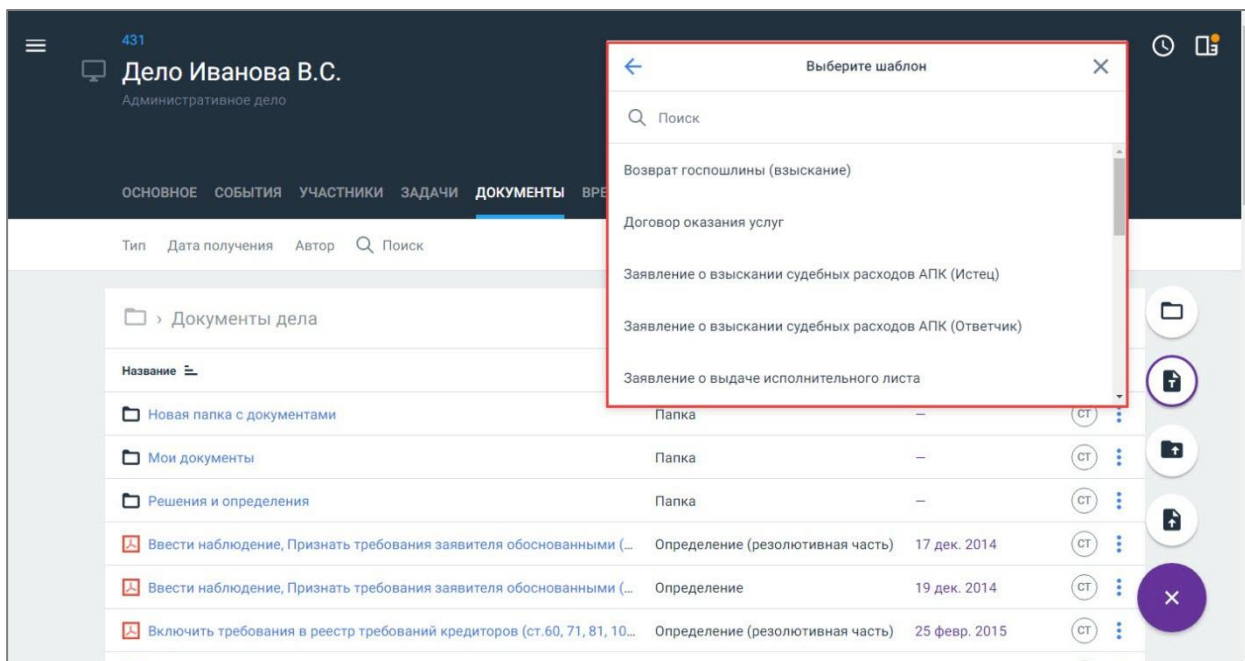 431
Дело Иванова В.С.
Административное дело
ОСНОВНОЕ СОБЫТИЯ УЧАСТНИКИ ЗАДАЧИ ДОКУМЕНТЫ ВРЕ
Выберите шаблон
Поиск
Возврат госпошлины (взыскание)
Договор оказания услуг
Заявление о взыскании судебных расходов АПК (Истец)
Заявление о взыскании судебных расходов АПК (Ответчик)
Заявление о выдаче исполнительного листа
Тип Дата получения Автор Поиск
› Документы дела
Название
Новая папка с документами Папка — СТ
Мои документы Папка — СТ
Решения и определения Папка — СТ
Ввести наблюдение, Признать требования заявителя обоснованными (... Определение (резолютивная часть) 17 дек. 2014 СТ
Ввести наблюдение, Признать требования заявителя обоснованными (... Определение 19 дек. 2014 СТ
Включить требования в реестр требований кредиторов (ст.60, 71, 81, 10... Определение (резолютивная часть) 25 февр. 2015 СТ